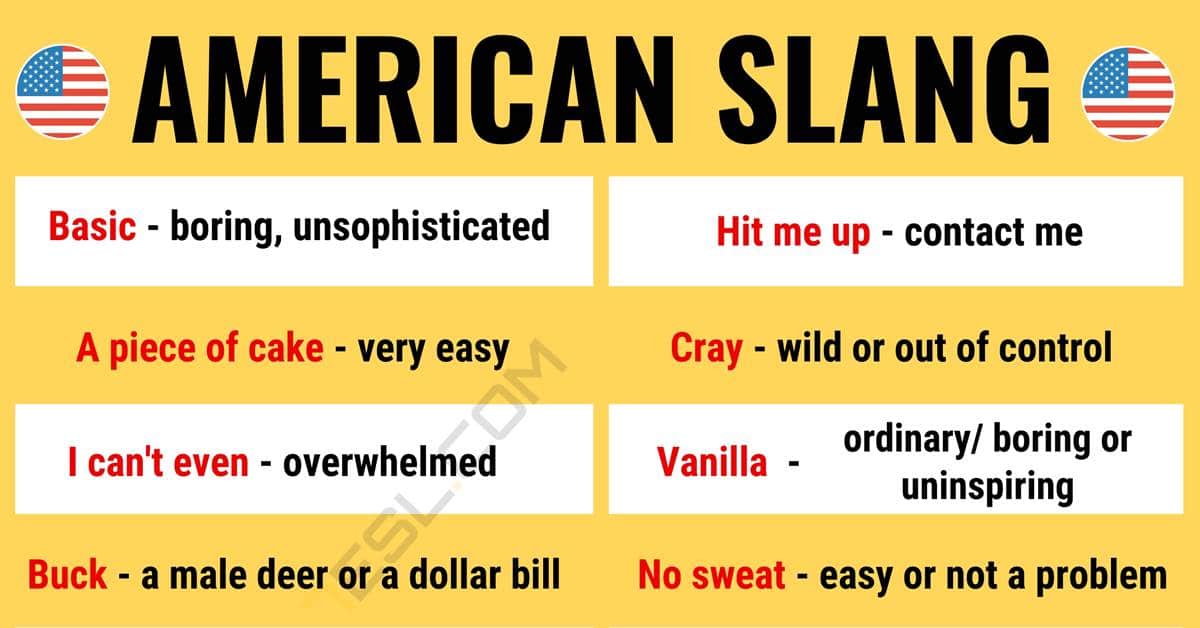 AMERICAN SLANG
Basic - boring, unsophisticated
Hit me up - contact me
A piece of cake - very easy
Cray - wild or out of control
I can't even - overwhelmed
Vanilla - ordinary/ boring or
uninspiring
Buck - a male deer or a dollar bill
No sweat - easy or not a problem
7ESL.COM